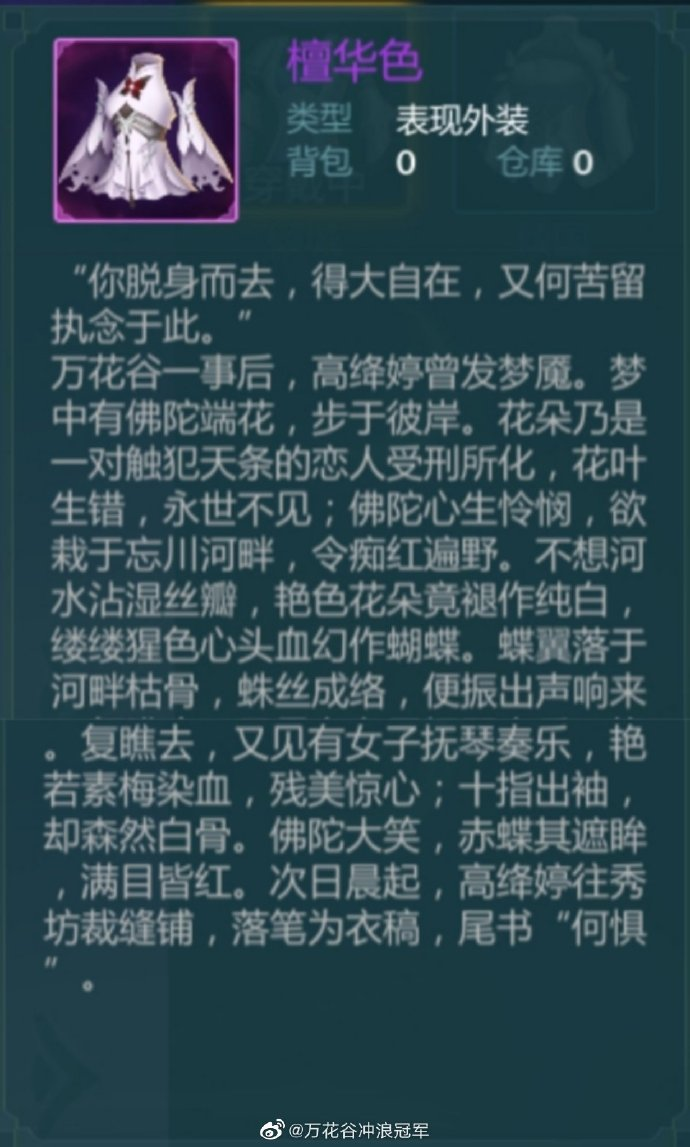 檀华色
类型 表现外装
背包 0 仓库 0
“你脱身而去，得大自在，又何苦留
执念于此。”
万花谷一事后，高绛婷曾发梦魇。梦
中有佛陀端花，步于彼岸。花朵乃是
一对触犯天条的恋人受刑所化，花叶
生错，永世不见；佛陀心生怜悯，欲
栽于忘川河畔，令痴红遍野。不想河
水沾湿丝瓣，艳色花朵竟褪作纯白，
缕缕猩色心头血幻作蝴蝶。蝶翼落于
河畔枯骨，蛛丝成络，便振出声响来
。复瞧去，又见有女子抚琴奏乐，艳
若素梅染血，残美惊心；十指出袖，
却森然白骨。佛陀大笑，赤蝶其遮眸
，满目皆红。次日晨起，高绛婷往秀
坊裁缝铺，落笔为衣稿，尾书“何惧
”。
@万花谷冲浪冠军